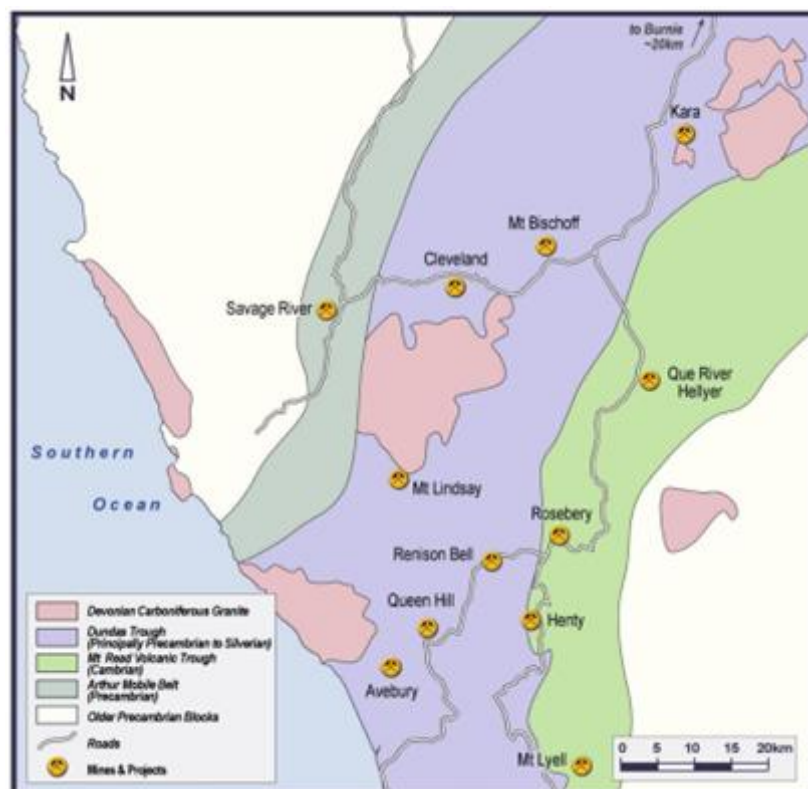 to Burnie
~20km
N
Kara
Mt Bischoff
Cleveland
Savage River
Que River
Hellyer
Southern
Ocean
Mt Lindsay
Rosebery
Renison Bell
Queen Hill
Henty
Avebury
Mt Lyell
Devonian Carboniferous Granite
Dundas Trough
(Principally Precambrian to Silverian)
Mt Read Volcanic Trough
(Cambrian)
Arthur Mobile Belt
(Precambrian)
Older Precambrian Blocks
Roads
Mines & Projects
0 5 10 15 20km